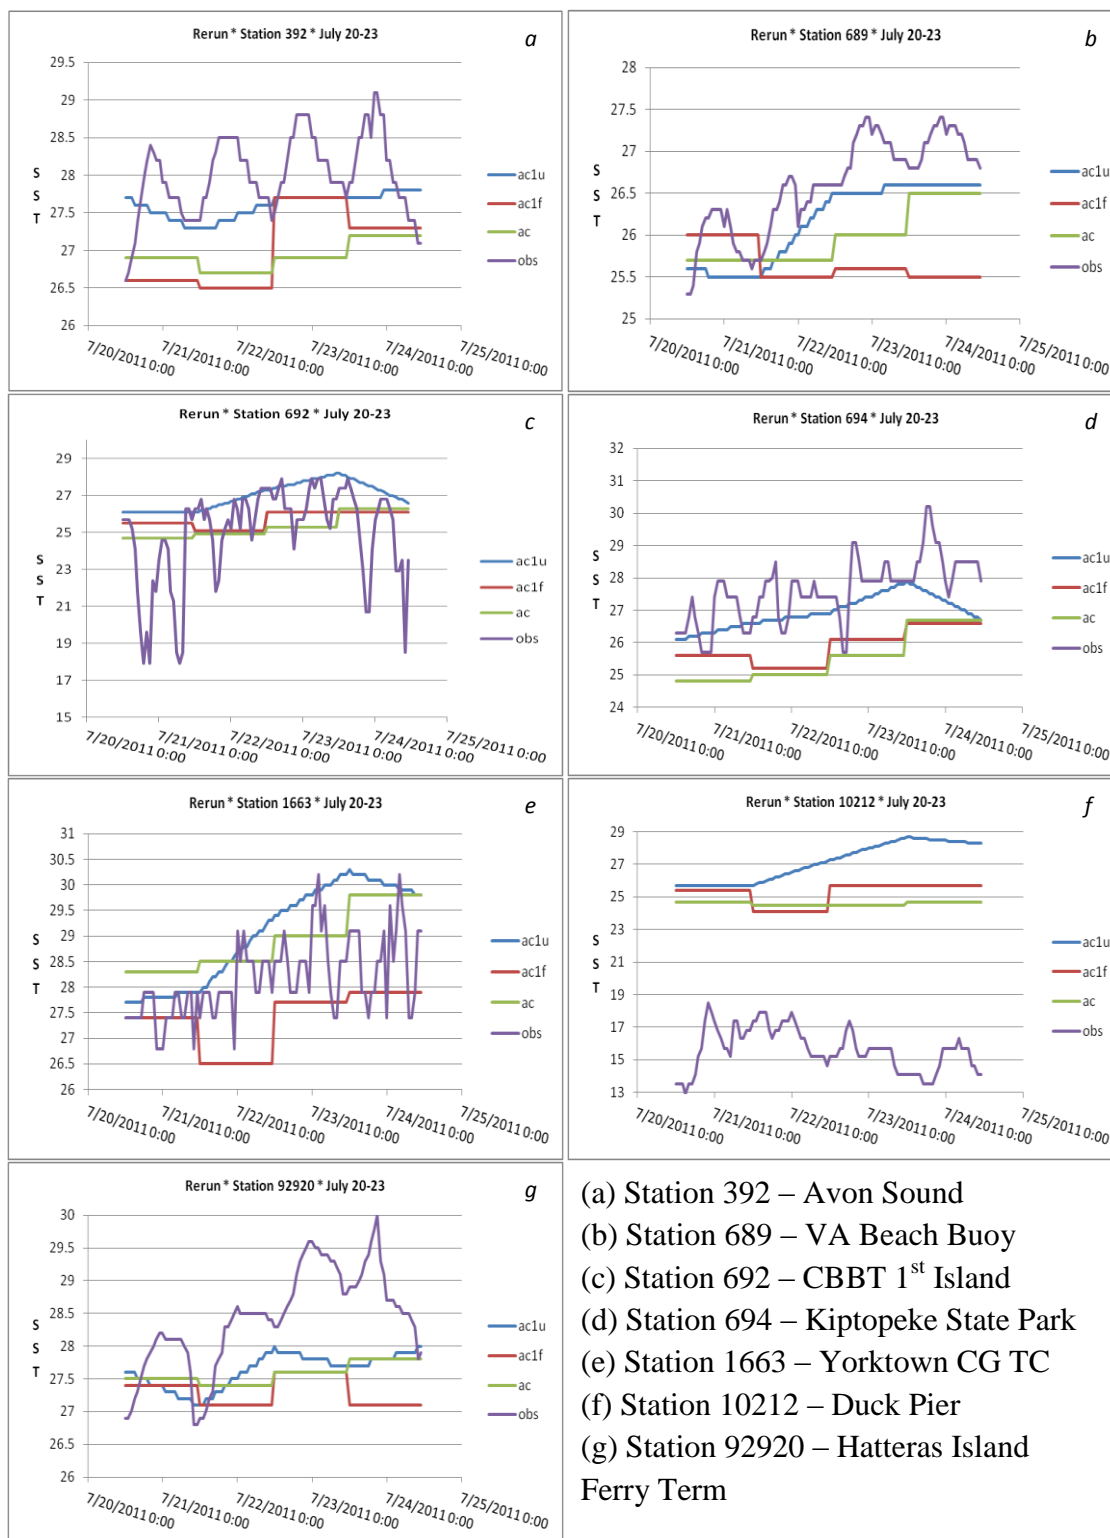 Rerun * Station 392 * July 20-23
a
29.5
29
28.5
28
27.5
27
26.5
26
S
S
T
ac1u
ac1f
ac
obs
7/20/2011 0:00
7/21/2011 0:00
7/22/2011 0:00
7/23/2011 0:00
7/24/2011 0:00
7/25/2011 0:00
Rerun * Station 689 * July 20-23
b
28
27.5
27
26.5
26
25.5
25
S
S
T
ac1u
ac1f
ac
obs
7/20/2011 0:00
7/21/2011 0:00
7/22/2011 0:00
7/23/2011 0:00
7/24/2011 0:00
7/25/2011 0:00
Rerun * Station 692 * July 20-23
c
29
27
25
23
21
19
17
15
S
S
T
ac1u
ac1f
ac
obs
7/20/2011 0:00
7/21/2011 0:00
7/22/2011 0:00
7/23/2011 0:00
7/24/2011 0:00
7/25/2011 0:00
Rerun * Station 694 * July 20-23
d
32
31
30
29
28
27
26
25
24
S
S
T
ac1u
ac1f
ac
obs
7/20/2011 0:00
7/21/2011 0:00
7/22/2011 0:00
7/23/2011 0:00
7/24/2011 0:00
7/25/2011 0:00
Rerun * Station 1663 * July 20-23
e
31
30.5
30
29.5
29
28.5
28
27.5
27
26.5
26
S
S
T
ac1u
ac1f
ac
obs
7/20/2011 0:00
7/21/2011 0:00
7/22/2011 0:00
7/23/2011 0:00
7/24/2011 0:00
7/25/2011 0:00
Rerun * Station 10212 * July 20-23
f
29
27
25
23
21
19
17
15
13
S
S
T
ac1u
ac1f
ac
obs
7/20/2011 0:00
7/21/2011 0:00
7/22/2011 0:00
7/23/2011 0:00
7/24/2011 0:00
7/25/2011 0:00
Rerun * Station 92920 * July 20-23
g
30
29.5
29
28.5
28
27.5
27
26.5
26
S
S
T
ac1u
ac1f
ac
obs
7/20/2011 0:00
7/21/2011 0:00
7/22/2011 0:00
7/23/2011 0:00
7/24/2011 0:00
7/25/2011 0:00
(a) Station 392 – Avon Sound
(b) Station 689 – VA Beach Buoy
(c) Station 692 – CBBT 1st Island
(d) Station 694 – Kiptopeke State Park
(e) Station 1663 – Yorktown CG TC
(f) Station 10212 – Duck Pier
(g) Station 92920 – Hatteras Island
Ferry Term